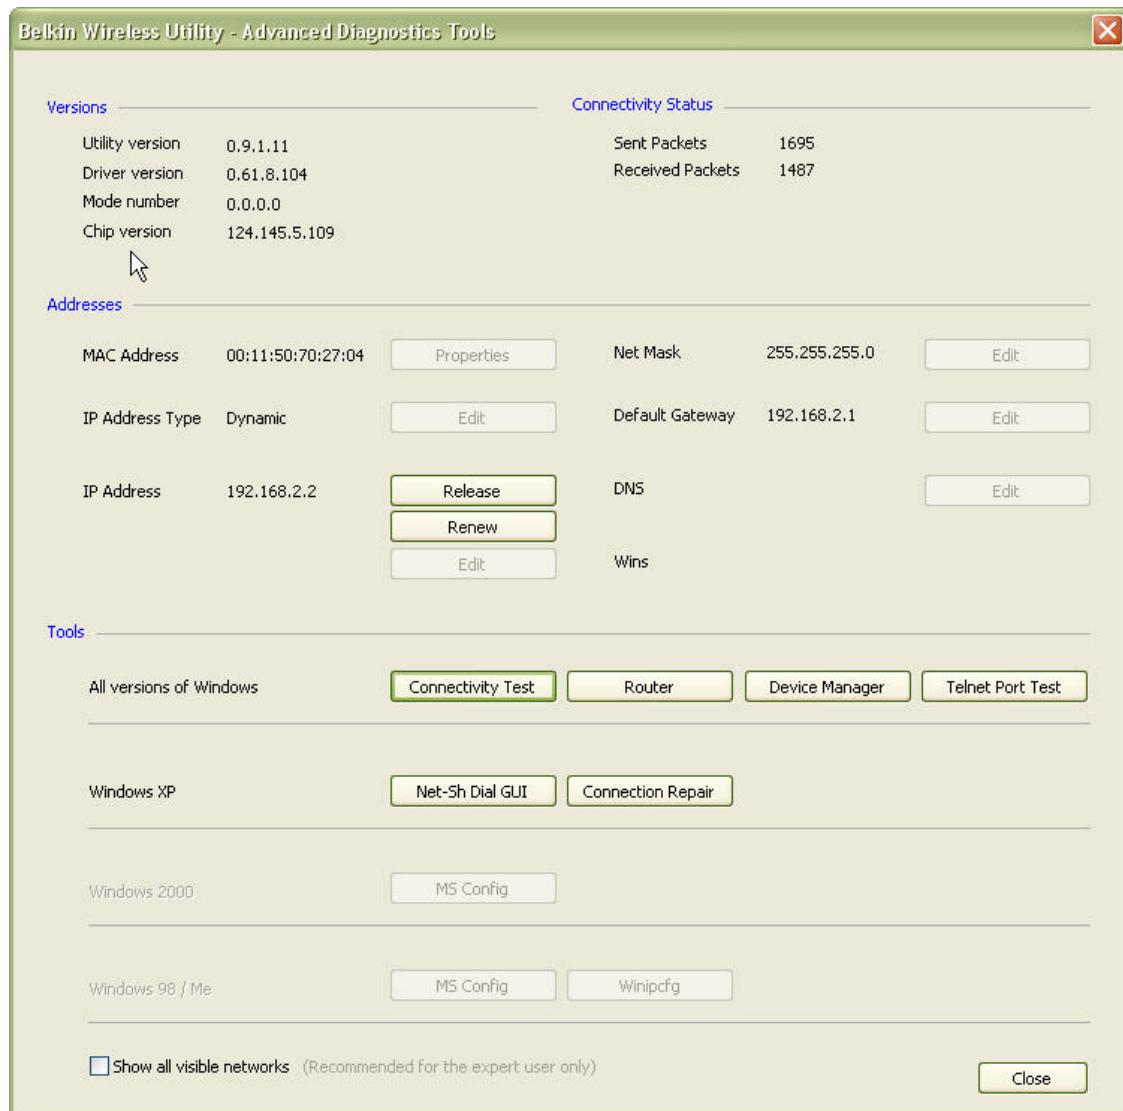 Belkin Wireless Utility - Advanced Diagnostics Tools
Versions
Utility version 0.9.1.11
Driver version 0.61.8.104
Mode number 0.0.0.0
Chip version 124.145.5.109
Connectivity Status
Sent Packets 1695
Received Packets 1487
Addresses
MAC Address 00:11:50:70:27:04 Properties
Net Mask 255.255.255.0 Edit
IP Address Type Dynamic Edit
Default Gateway 192.168.2.1 Edit
IP Address 192.168.2.2 Release
Renew
Edit
DNS Edit
Wins
Tools
All versions of Windows Connectivity Test Router Device Manager Telnet Port Test
Windows XP Net-Sh Dial GUI Connection Repair
Windows 2000 MS Config
Windows 98 / Me MS Config Winipcfg
Show all visible networks (Recommended for the expert user only)
Close